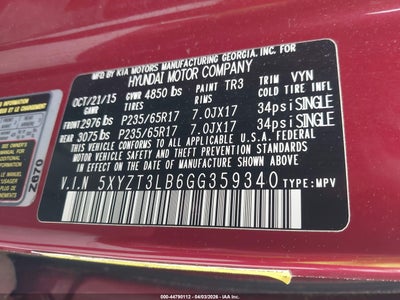 MFD BY KIA MOTORS MANUFACTURING GEORGIA, INC. FOR
HYUNDAI MOTOR COMPANY
OCT/21/15 GVWR 4850 lbs PAINT TR3 TRIM VYN
GAWR TIRES RIMS COLD TIRE INFL
FRONT 2976 lbs P235/65R17 7.0JX17 34psi SINGLE
REAR 3075 lbs P235/65R17 7.0JX17 34psi SINGLE
THIS VEHICLE CONFORMS TO ALL APPLICABLE U.S.A. FEDERAL
MOTOR VEHICLE SAFETY, BUMPER, AND THEFT PREVENTION
STANDARDS IN EFFECT ON THE DATE OF MANUFACTURE SHOWN ABOVE.
V.I.N 5XYZT3LB6GG359340 TYPE: MPV
Z670
000-44790112 - 04/03/2026 - IAA Inc.